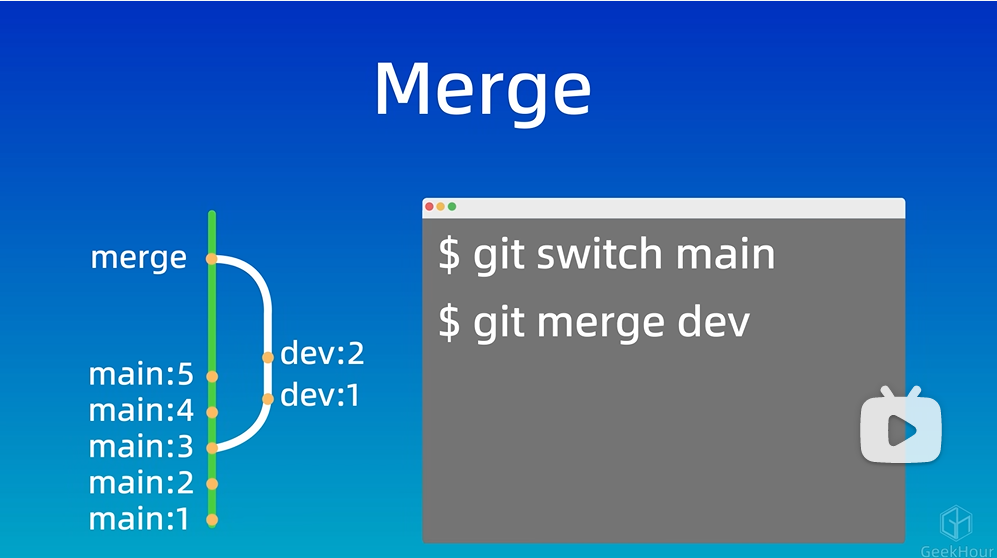 Merge
merge
dev:2
main:5
dev:1
main:4
main:3
main:2
main:1
$ git switch main
$ git merge dev
GeekHour